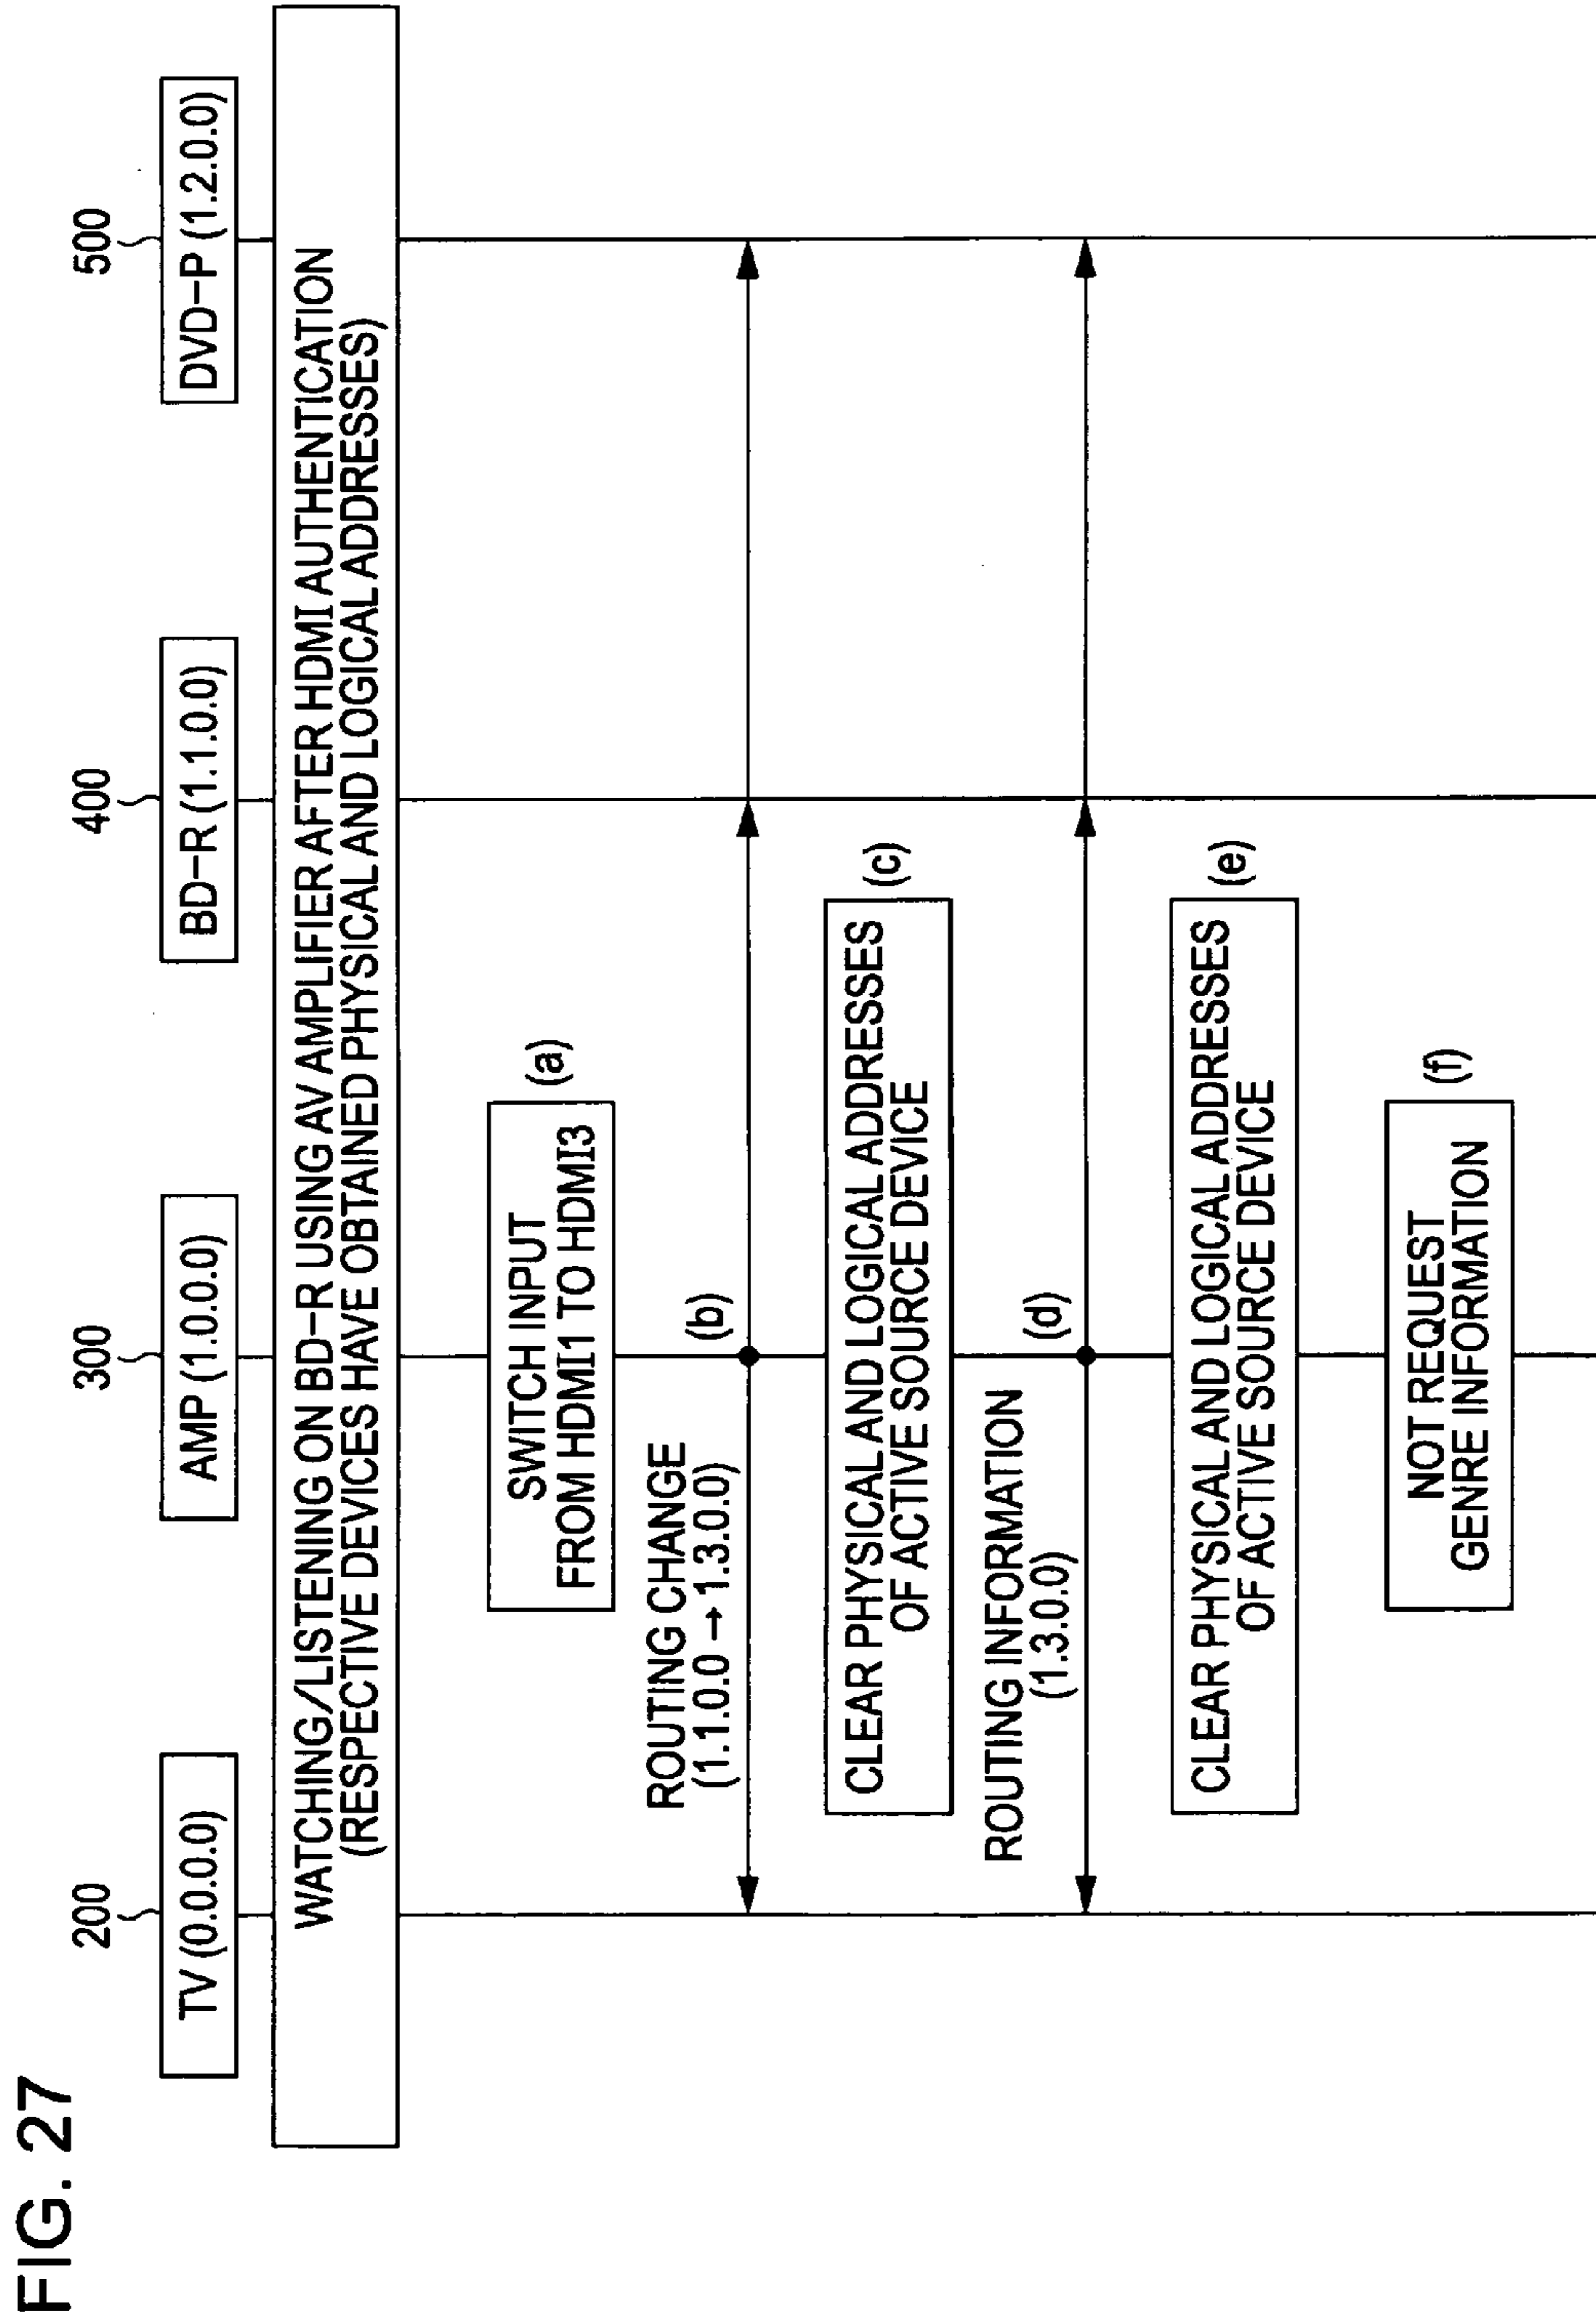 FIG. 27
200
300
400
500
TV (0.0.0.0)
AMP (1.0.0.0)
BD-R (1.1.0.0)
DVD-P (1.2.0.0)
WATCHING/LISTENING ON BD-R USING AV AMPLIFIER AFTER HDMI AUTHENTICATION
(RESPECTIVE DEVICES HAVE OBTAINED PHYSICAL AND LOGICAL ADDRESSES)
SWITCH INPUT
FROM HDMI1 TO HDMI3
(a)
ROUTING CHANGE
(1.1.0.0 → 1.3.0.0)
(b)
CLEAR PHYSICAL AND LOGICAL ADDRESSES
OF ACTIVE SOURCE DEVICE
(c)
ROUTING INFORMATION
(1.3.0.0)
(d)
CLEAR PHYSICAL AND LOGICAL ADDRESSES
OF ACTIVE SOURCE DEVICE
(e)
NOT REQUEST
GENRE INFORMATION
(f)